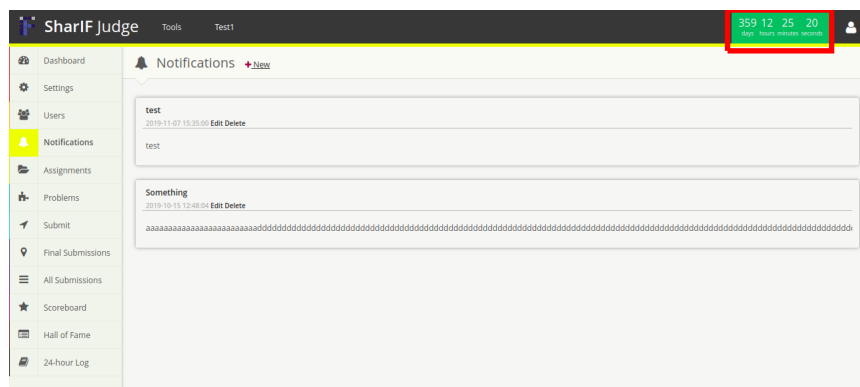 SharIF Judge
Tools
Test1
359 12 25 20
days hours minutes seconds
Dashboard
Settings
Users
Notifications
Assignments
Problems
Submit
Final Submissions
All Submissions
Scoreboard
Hall of Fame
24-hour Log
Notifications +New
test
2019-11-07 15:35:00 Edit Delete
test
Something
2019-10-15 12:48:04 Edit Delete